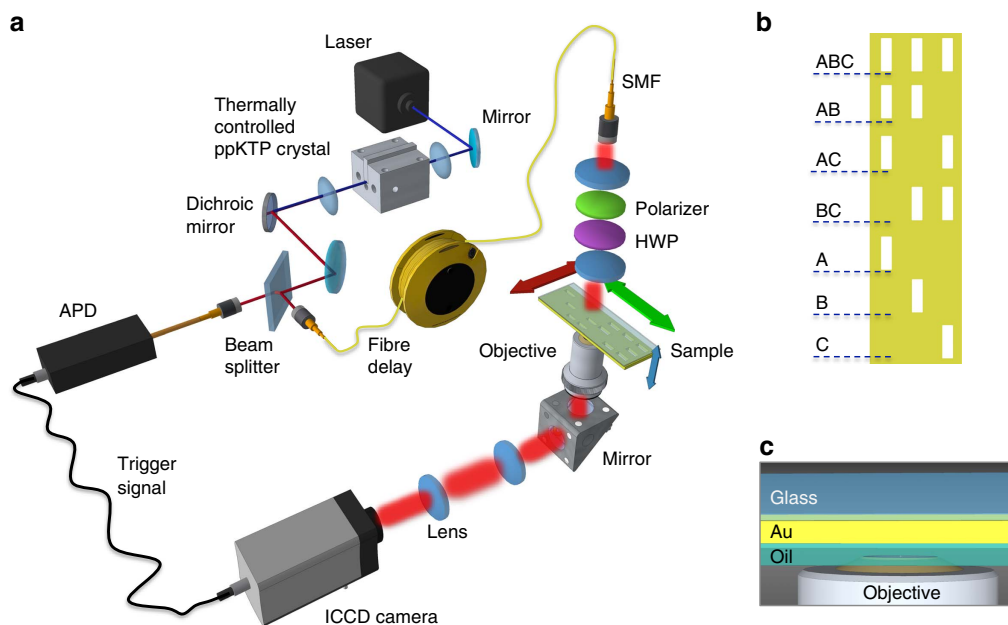 a
Laser
Thermally
controlled
ppKTP crystal
Mirror
SMF
Dichroic
mirror
Polarizer
HWP
APD
Beam
splitter
Fibre
delay
Objective
Sample
Trigger
signal
Mirror
Lens
ICCD camera
b
ABC
AB
AC
BC
A
B
C
c
Glass
Au
Oil
Objective